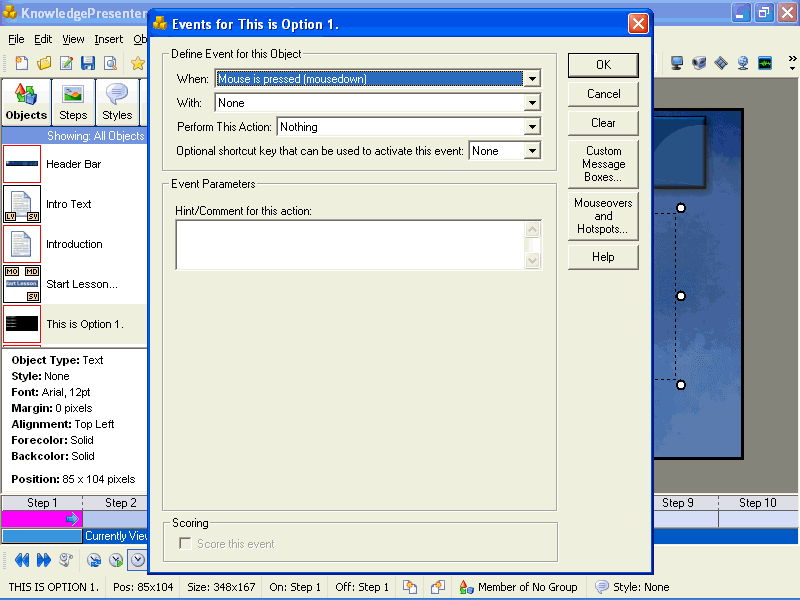 KnowledgePresenter
File Edit View Insert Ob
Objects Steps Styles
Showing: All Objects
Header Bar
LV SV
Intro Text
Introduction
MO MD
Start Lesson
SV
Start Lesson...
This is Option 1.
Object Type: Text
Style: None
Font: Arial, 12pt
Margin: 0 pixels
Alignment: Top Left
Forecolor: Solid
Backcolor: Solid
Position: 85 x 104 pixels
Step 1 Step 2 Step 9 Step 10
Currently View
THIS IS OPTION 1. Pos: 85x104 Size: 348x167 On: Step 1 Off: Step 1 Member of No Group Style: None
Events for This is Option 1.
Define Event for this Object
When: Mouse is pressed (mousedown)
With: None
Perform This Action: Nothing
Optional shortcut key that can be used to activate this event: None
Event Parameters
Hint/Comment for this action:
Scoring
Score this event
OK
Cancel
Clear
Custom
Message
Boxes...
Mouseovers
and
Hotspots...
Help